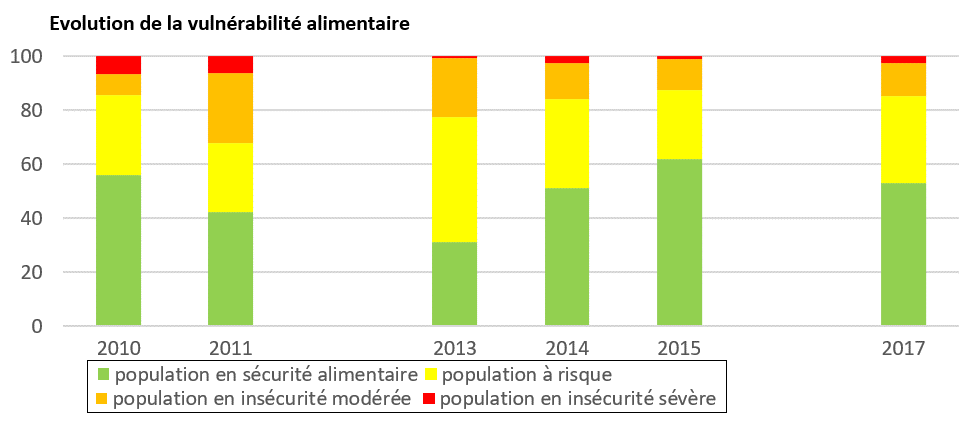 Evolution de la vulnérabilité alimentaire
100
80
60
40
20
0
2010 2011 2013 2014 2015 2017
population en sécurité alimentaire population à risque
population en insécurité modérée population en insécurité sévère